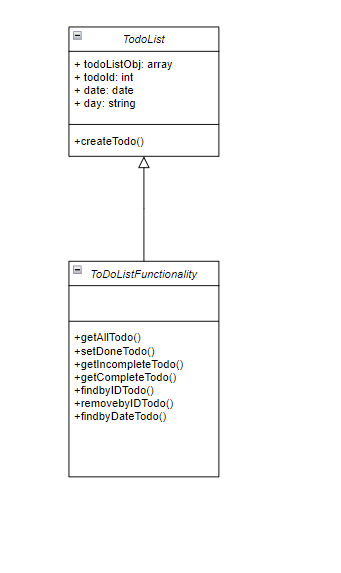 TodoList
+ todoListObj: array
+ todoId: int
+ date: date
+ day: string
+createTodo()
ToDoListFunctionality
+getAllTodo()
+setDoneTodo()
+getIncompleteTodo()
+getCompleteTodo()
+findbyIDTodo()
+removebyIDTodo()
+findbyDateTodo()